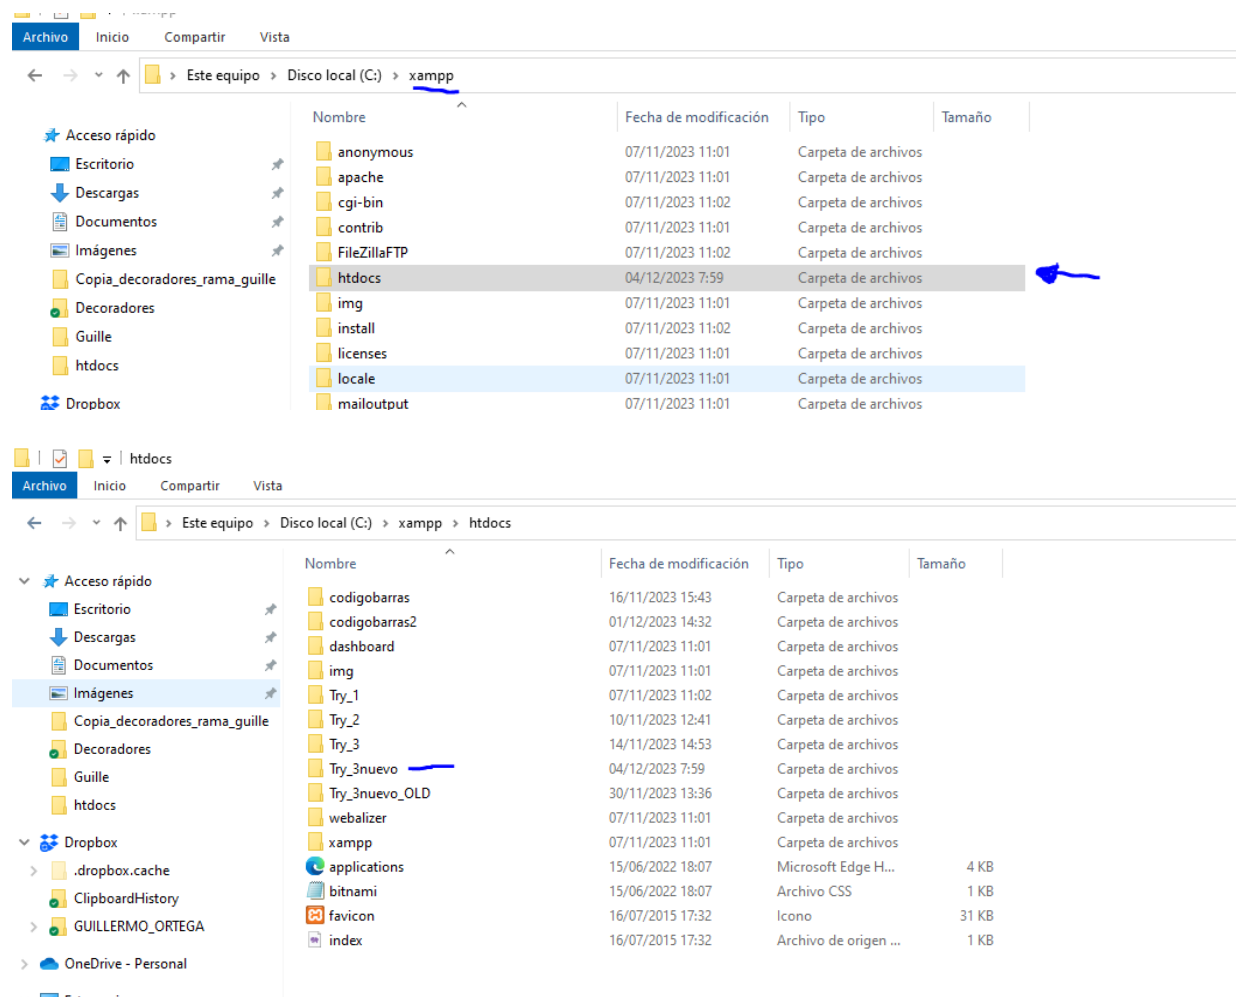 Archivo Inicio Compartir Vista
Este equipo > Disco local (C:) > xampp
Nombre Fecha de modificación Tipo Tamaño
Acceso rápido
Escritorio
Descargas
Documentos
Imágenes
Copia_decoradores_rama_guille
Decoradores
Guille
htdocs
Dropbox
anonymous 07/11/2023 11:01 Carpeta de archivos
apache 07/11/2023 11:01 Carpeta de archivos
cgi-bin 07/11/2023 11:02 Carpeta de archivos
contrib 07/11/2023 11:01 Carpeta de archivos
FileZillaFTP 07/11/2023 11:02 Carpeta de archivos
htdocs 04/12/2023 7:59 Carpeta de archivos
img 07/11/2023 11:01 Carpeta de archivos
install 07/11/2023 11:02 Carpeta de archivos
licenses 07/11/2023 11:01 Carpeta de archivos
locale 07/11/2023 11:01 Carpeta de archivos
mailoutput 07/11/2023 11:01 Carpeta de archivos
htdocs
Archivo Inicio Compartir Vista
Este equipo > Disco local (C:) > xampp > htdocs
Nombre Fecha de modificación Tipo Tamaño
Acceso rápido
Escritorio
Descargas
Documentos
Imágenes
Copia_decoradores_rama_guille
Decoradores
Guille
htdocs
Dropbox
.dropbox.cache
ClipboardHistory
GUILLERMO_ORTEGA
OneDrive - Personal
codigobarras 16/11/2023 15:43 Carpeta de archivos
codigobarras2 01/12/2023 14:32 Carpeta de archivos
dashboard 07/11/2023 11:01 Carpeta de archivos
img 07/11/2023 11:01 Carpeta de archivos
Try_1 07/11/2023 11:02 Carpeta de archivos
Try_2 10/11/2023 12:41 Carpeta de archivos
Try_3 14/11/2023 14:53 Carpeta de archivos
Try_3nuevo 04/12/2023 7:59 Carpeta de archivos
Try_3nuevo_OLD 30/11/2023 13:36 Carpeta de archivos
webalizer 07/11/2023 11:01 Carpeta de archivos
xampp 07/11/2023 11:01 Carpeta de archivos
applications 15/06/2022 18:07 Microsoft Edge H... 4 KB
bitnami 15/06/2022 18:07 Archivo CSS 1 KB
favicon 16/07/2015 17:32 Icono 31 KB
index 16/07/2015 17:32 Archivo de origen ... 1 KB